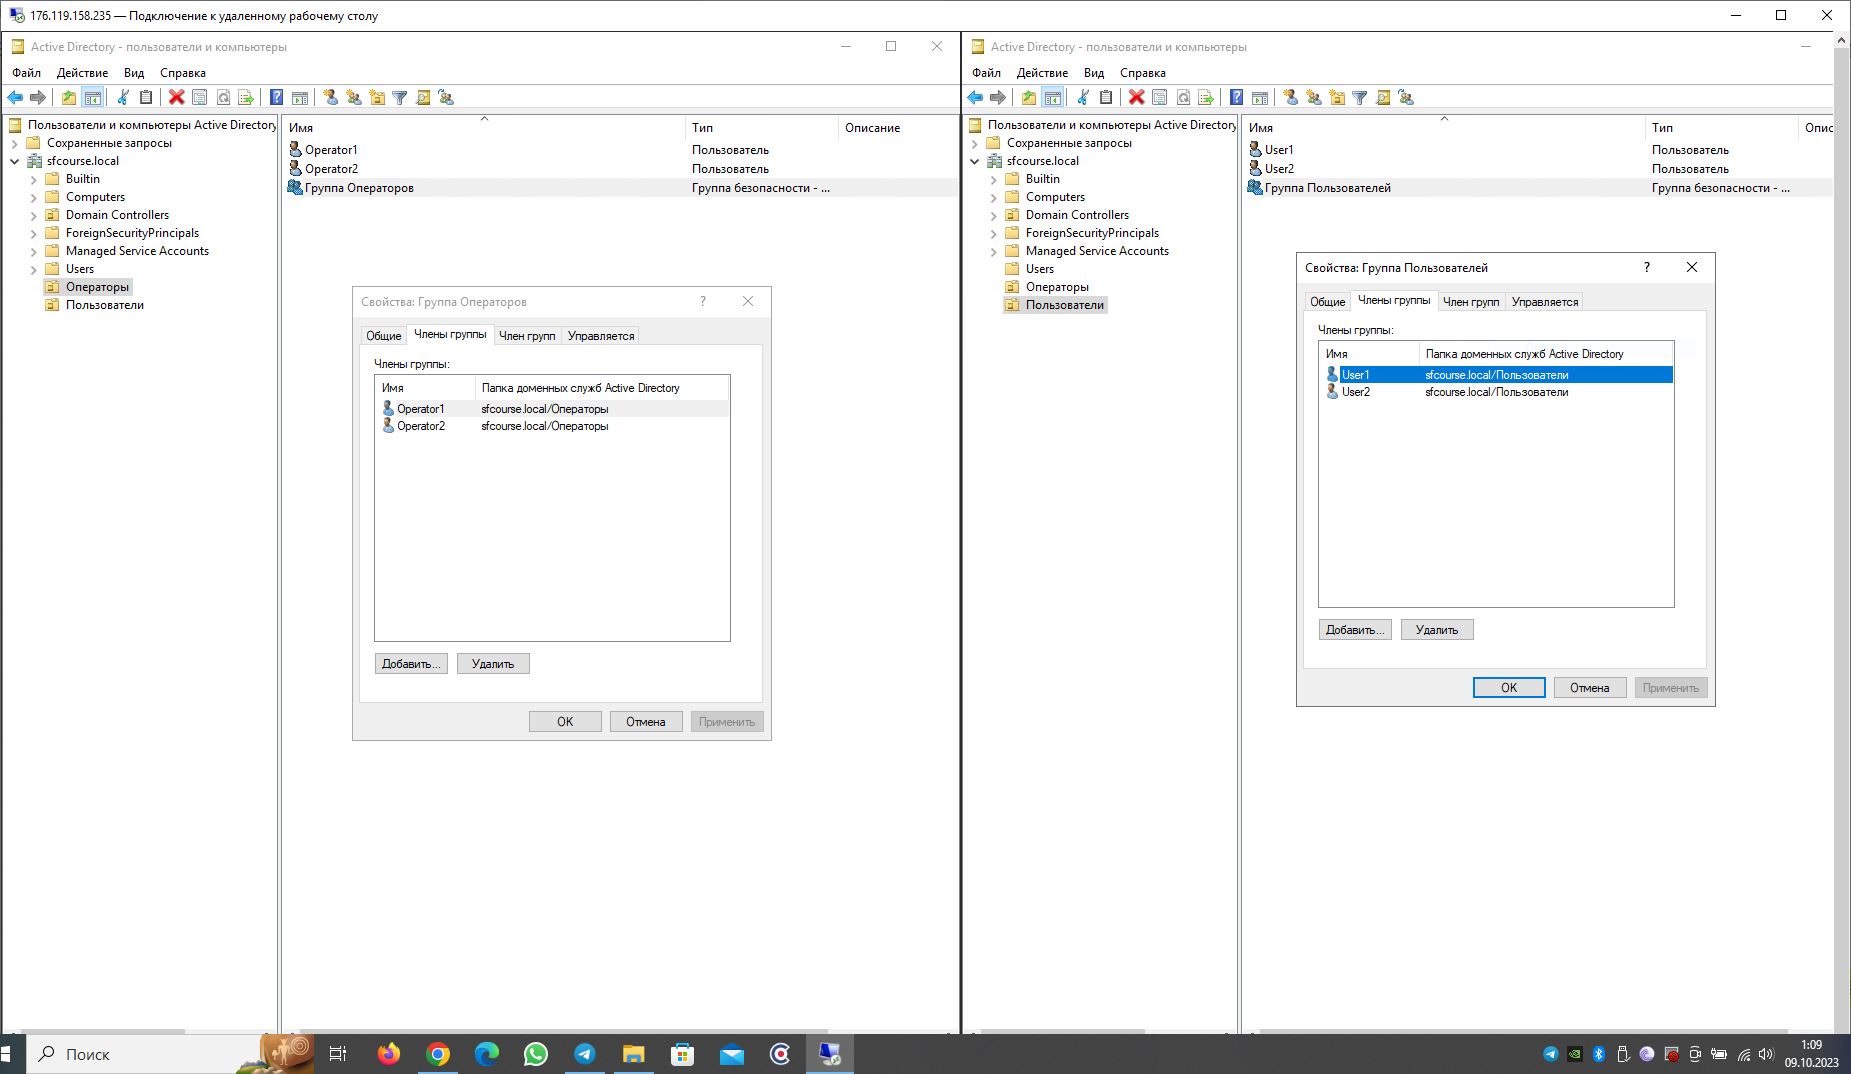 176.119.158.235 — Подключение к удаленному рабочему столу
Active Directory - пользователи и компьютеры
Файл Действие Вид Справка
Пользователи и компьютеры Active Directory
Сохраненные запросы
sfcourse.local
Builtin
Computers
Domain Controllers
ForeignSecurityPrincipals
Managed Service Accounts
Users
Операторы
Пользователи
Имя Тип Описание
Operator1 Пользователь
Operator2 Пользователь
Группа Операторов Группа безопасности - ...
Свойства: Группа Операторов ?
Общие Члены группы Член групп Управляется
Члены группы:
Имя Папка доменных служб Active Directory
Operator1 sfcourse.local/Операторы
Operator2 sfcourse.local/Операторы
Добавить... Удалить
ОК Отмена Применить
Active Directory - пользователи и компьютеры
Файл Действие Вид Справка
Пользователи и компьютеры Active Directory
Сохраненные запросы
sfcourse.local
Builtin
Computers
Domain Controllers
ForeignSecurityPrincipals
Managed Service Accounts
Users
Операторы
Пользователи
Имя Тип Опис
User1 Пользователь
User2 Пользователь
Группа Пользователей Группа безопасности - ...
Свойства: Группа Пользователей ?
Общие Члены группы Член групп Управляется
Члены группы:
Имя Папка доменных служб Active Directory
User1 sfcourse.local/Пользователи
User2 sfcourse.local/Пользователи
Добавить... Удалить
ОК Отмена Применить
Поиск
1:09
09.10.2023